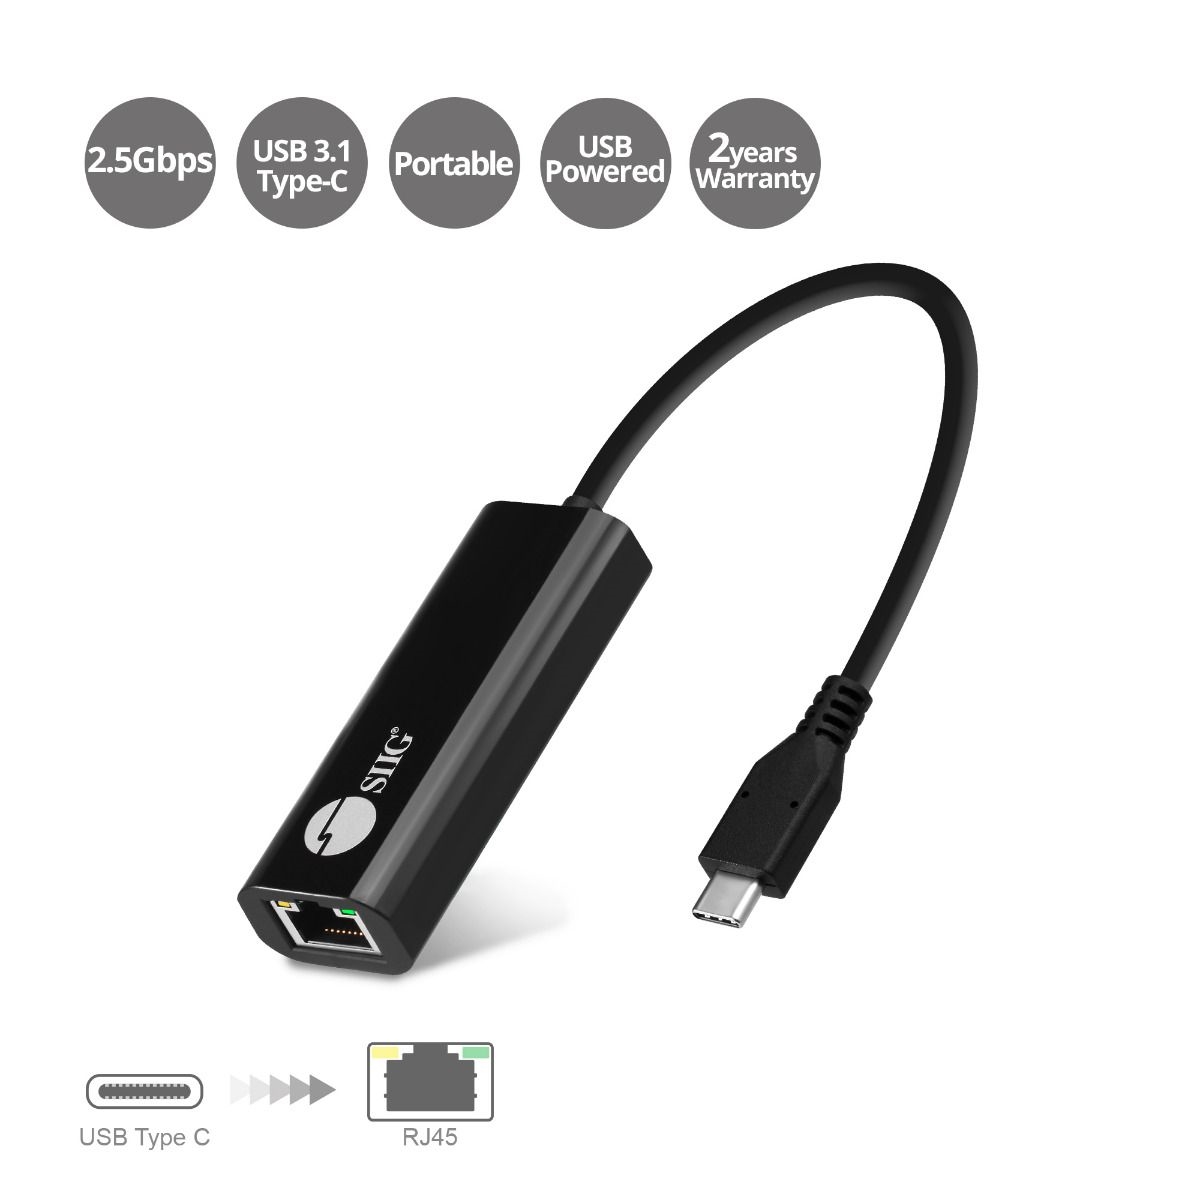 2.5Gbps
USB 3.1
Type-C
Portable
USB
Powered
2years
Warranty
SIIG®
USB Type C
RJ45